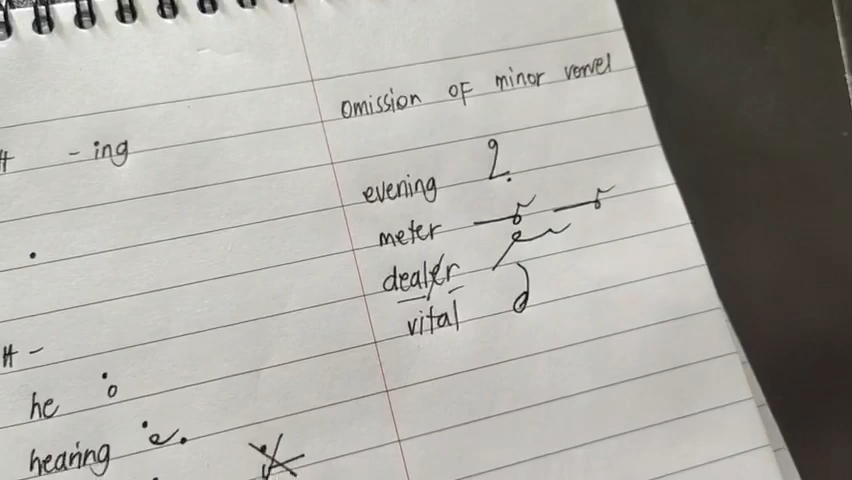 omission of minor vowel
- ing
evening
meter
dealer
vital
H -
he
hearing